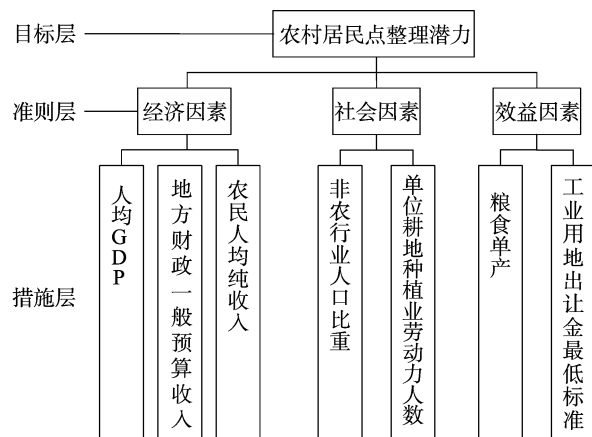 目标层
农村居民点整理潜力
准则层
经济因素
社会因素
效益因素
措施层
人均GDP
地方财政一般预算收入
农民人均纯收入
非农行业人口比重
单位耕地种植业劳动力人数
粮食单产
工业用地出让金最低标准